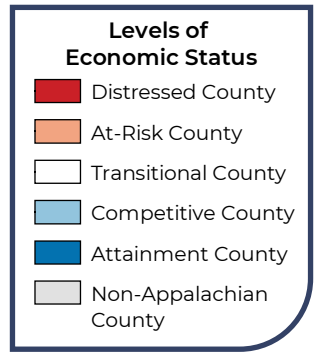 Levels of
Economic Status
Distressed County
At-Risk County
Transitional County
Competitive County
Attainment County
Non-Appalachian
County